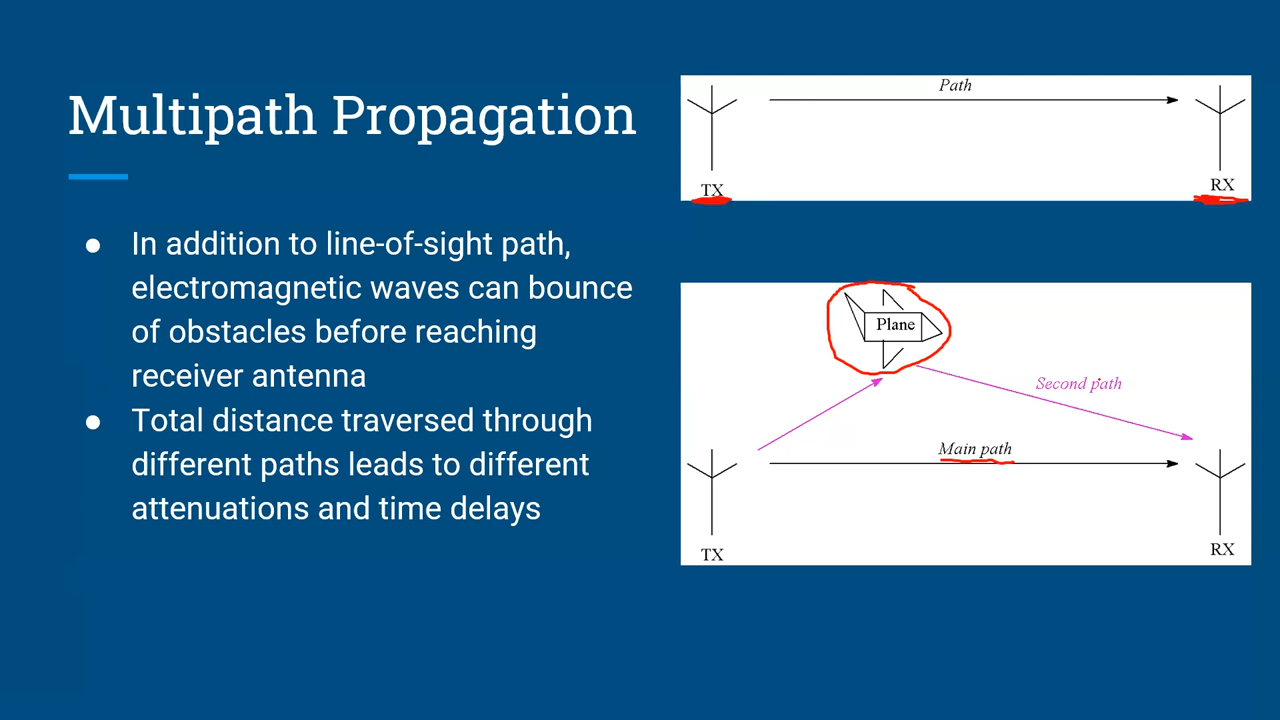 Multipath Propagation
● In addition to line-of-sight path,
electromagnetic waves can bounce
of obstacles before reaching
receiver antenna
● Total distance traversed through
different paths leads to different
attenuations and time delays
Path
TX
RX
Plane
Second path
Main path
TX
RX